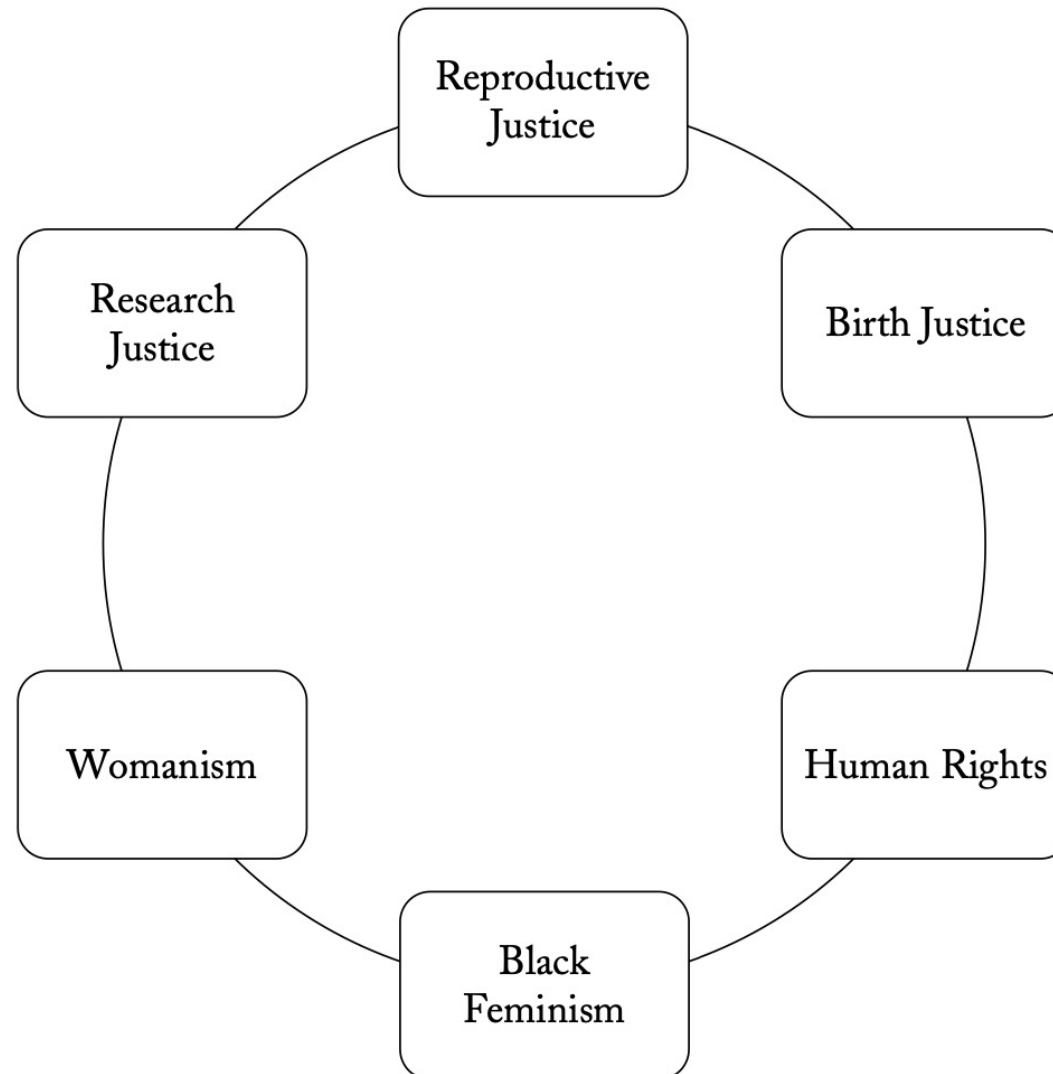 Reproductive
Justice
Birth Justice
Human Rights
Black
Feminism
Womanism
Research
Justice